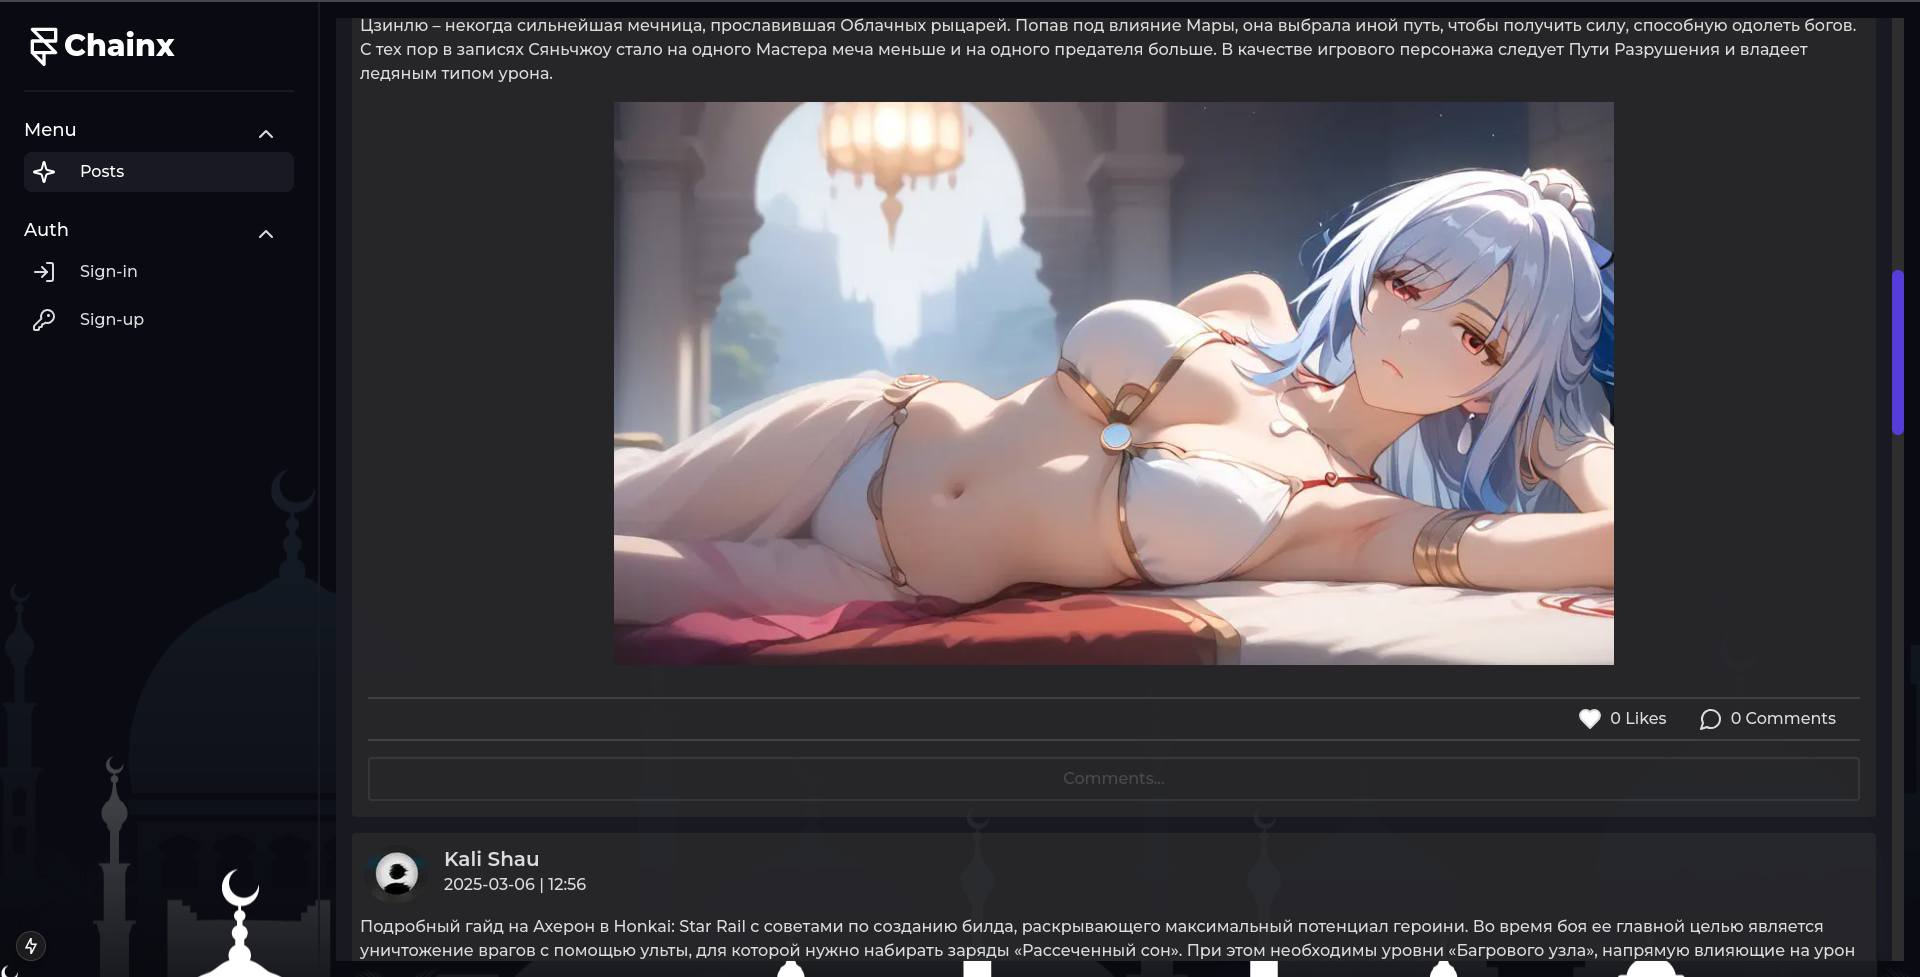 Chainx
Menu
Posts
Auth
Sign-in
Sign-up
Цзинлю – некогда сильнейшая мечница, прославившая Облачных рыцарей. Попав под влияние Мары, она выбрала иной путь, чтобы получить силу, способную одолеть богов.
С тех пор в записях Сяньчжоу стало на одного Мастера меча меньше и на одного предателя больше. В качестве игрового персонажа следует Пути Разрушения и владеет
ледяным типом урона.
0 Likes
0 Comments
Comments...
Kali Shau
2025-03-06 | 12:56
Подробный гайд на Ахерон в Honkai: Star Rail с советами по созданию билда, раскрывающего максимальный потенциал героини. Во время боя ее главной целью является
уничтожение врагов с помощью ульты, для которой нужно набирать заряды «Рассеченный сон». При этом необходимы уровни «Багрового узла», напрямую влияющие на урон